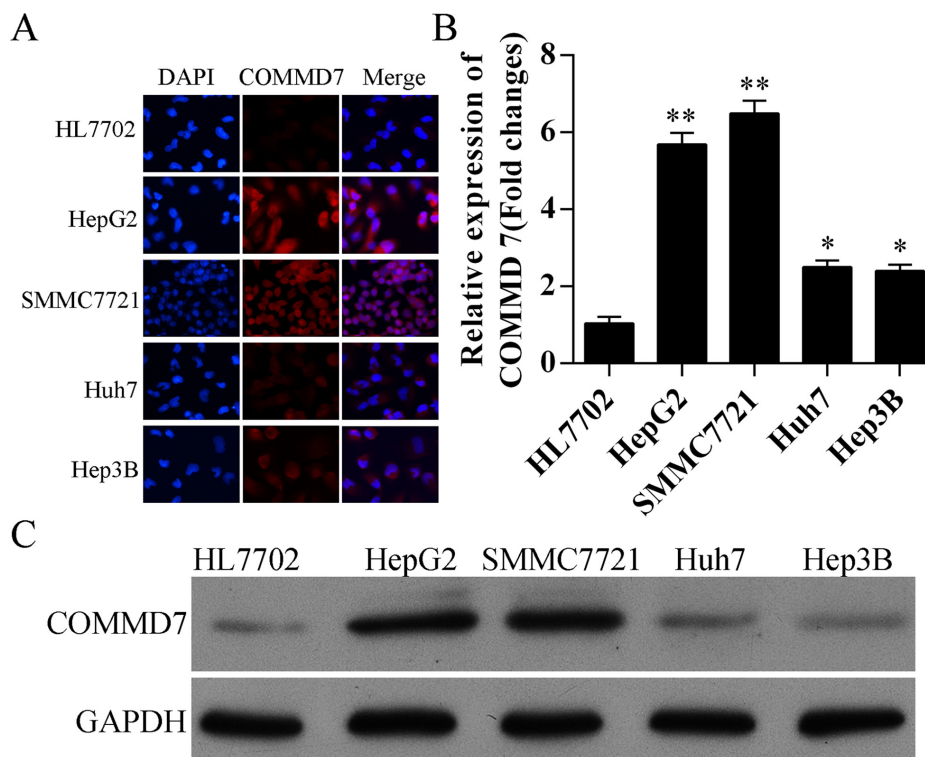 A
DAPI COMMD7 Merge
HL7702
HepG2
SMMC7721
Huh7
Hep3B
B
Relative expression of
COMMD 7(Fold changes)
8
6
4
2
0
**
**
*
*
HL7702
HepG2
SMMC7721
Huh7
Hep3B
C
HL7702 HepG2 SMMC7721 Huh7 Hep3B
COMMD7
GAPDH